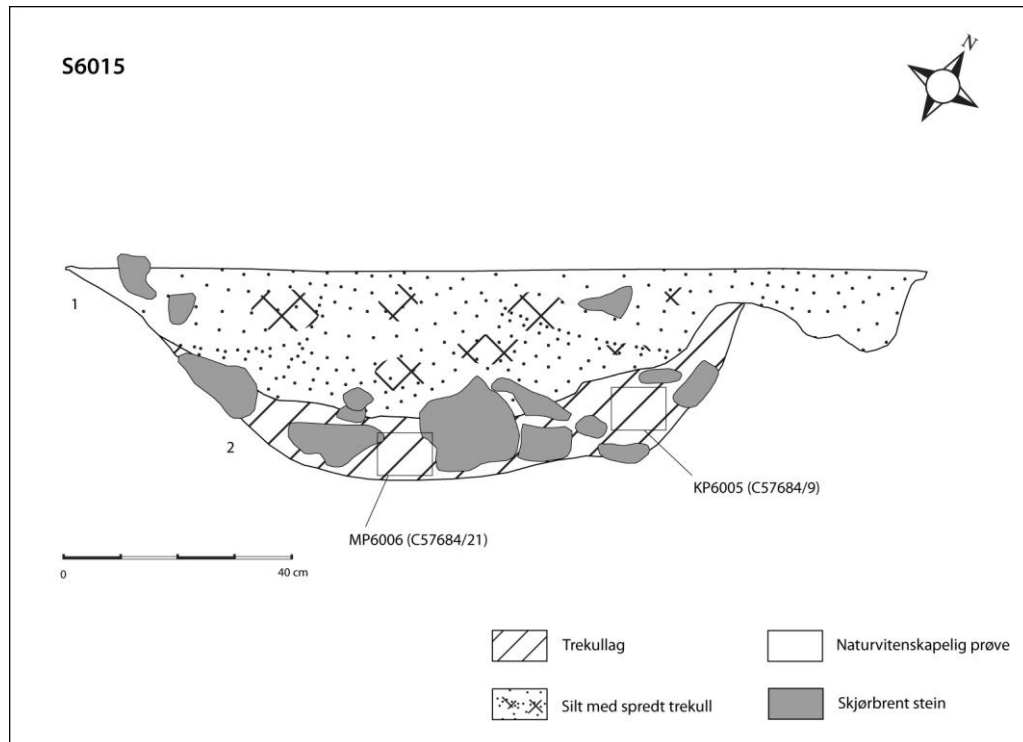 S6015
N
1
2
KP6005 (C57684/9)
MP6006 (C57684/21)
0 40 cm
Trekullag
Naturvitenskapelig prøve
Silt med spredt trekull
Skjørbrent stein